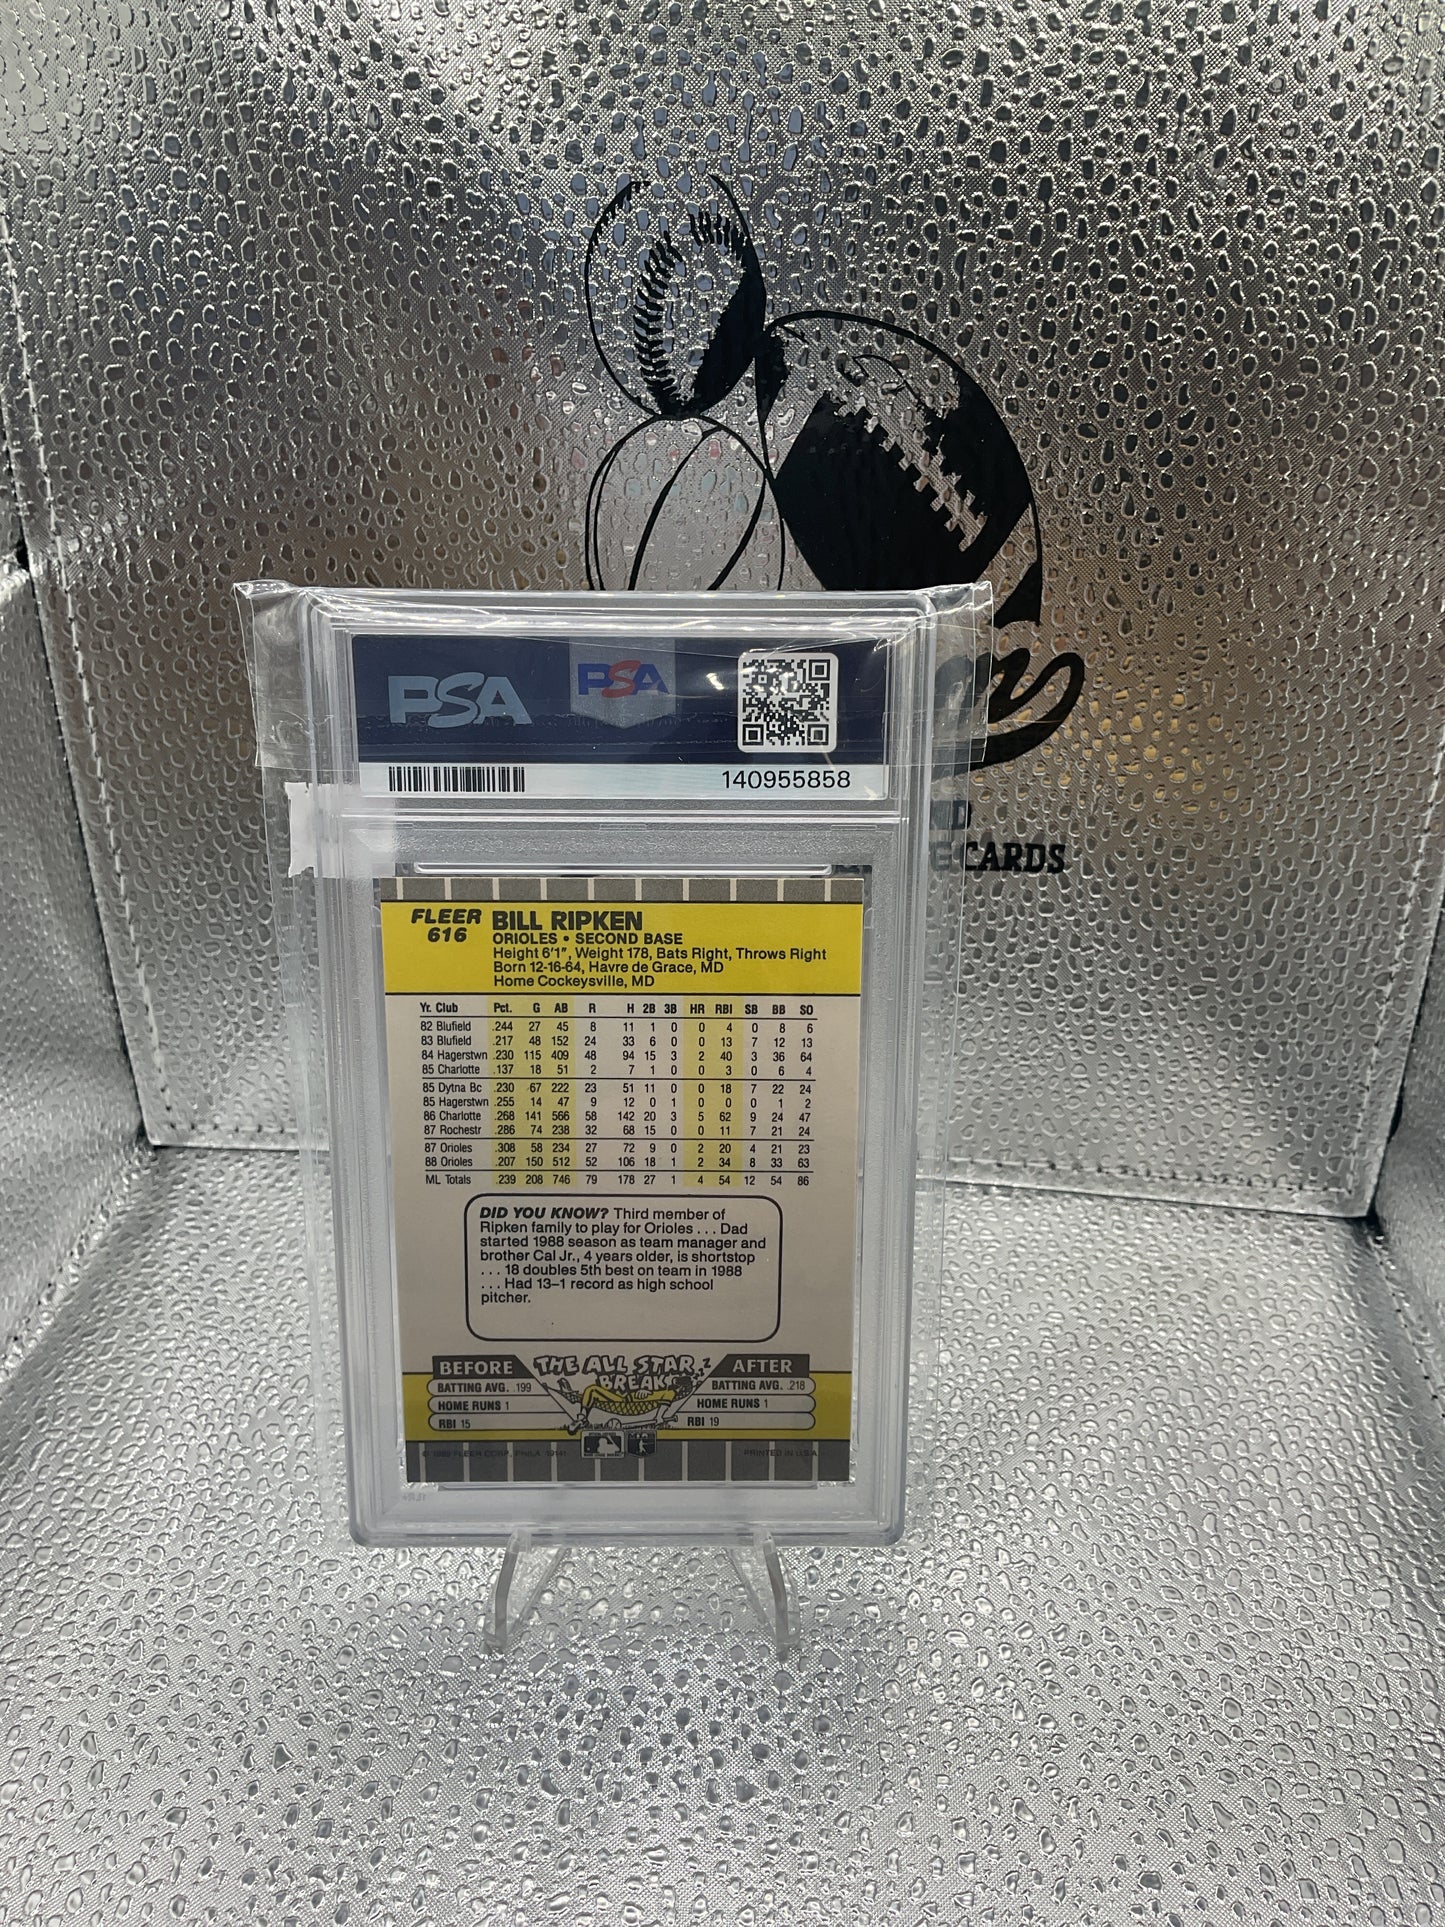 PSA PSA
140955858
CARDS
FLEER 616
BILL RIPKEN
ORIOLES • SECOND BASE
Height 6'1", Weight 178, Bats Right, Throws Right
Born 12-16-64, Havre de Grace, MD
Home Cockeysville, MD
Yr. Club Pct. G AB R H 2B 3B HR RBI SB BB SO
82 Blufield .244 27 45 8 11 1 0 0 4 0 8 6
83 Blufield .217 48 152 24 33 6 0 0 13 7 12 13
84 Hagerstwn .230 115 409 48 94 15 3 2 40 3 36 64
85 Charlotte .137 18 51 2 7 1 0 0 3 0 6 4
85 Dytna Bc .230 67 222 23 51 11 0 0 18 7 22 24
85 Hagerstwn .255 14 47 9 12 0 1 0 0 0 1 2
86 Charlotte .268 141 566 58 142 20 3 5 62 9 24 47
87 Rochestr .286 74 238 32 68 15 0 0 11 7 21 24
87 Orioles .308 58 234 27 72 9 0 2 20 4 21 23
88 Orioles .207 150 512 52 106 18 1 2 34 8 33 63
ML Totals .239 208 746 79 178 27 1 4 54 12 54 86
DID YOU KNOW? Third member of
Ripken family to play for Orioles . . . Dad
started 1988 season as team manager and
brother Cal Jr., 4 years older, is shortstop
. . . 18 doubles 5th best on team in 1988
. . . Had 13–1 record as high school
pitcher.
BEFORE THE ALL STAR BREAK AFTER
BATTING AVG. .199 BATTING AVG. .218
HOME RUNS 1 HOME RUNS 1
RBI 15 RBI 19
© 1989 FLEER CORP., PHILA. 19141 PRINTED IN U.S.A.